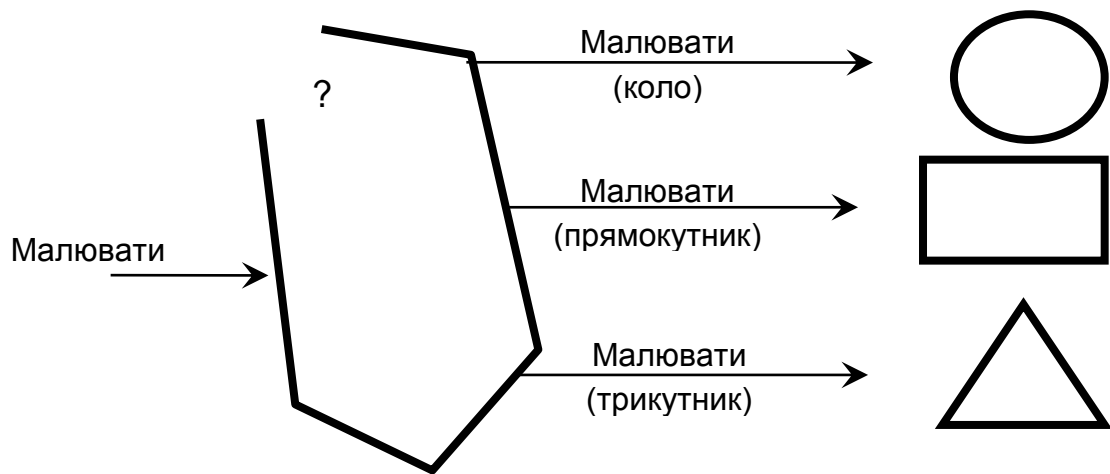 Малювати
(коло)
?
Малювати
(прямокутник)
Малювати
Малювати
(трикутник)